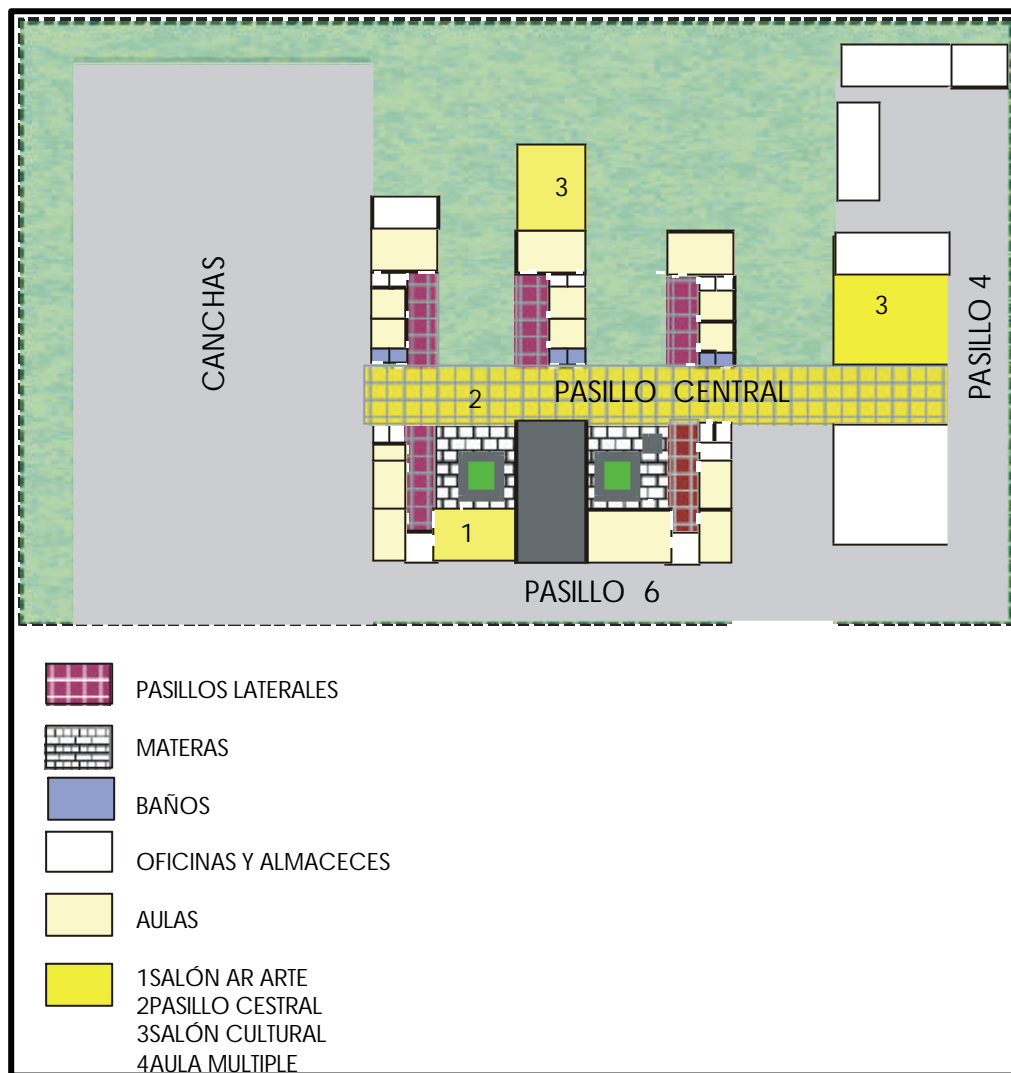 3
CANCHAS
3
PASILLO 4
2
PASILLO CENTRAL
1
PASILLO 6
PASILLOS LATERALES
MATERAS
BAÑOS
OFICINAS Y ALMACECES
AULAS
1SALÓN AR ARTE
2PASILLO CESTRAL
3SALÓN CULTURAL
4AULA MULTIPLE